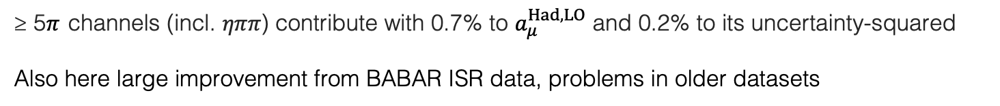 ≥ 5π channels (incl. ηππ) contribute with 0.7% to a_μ^Had,LO and 0.2% to its uncertainty-squared
Also here large improvement from BABAR ISR data, problems in older datasets